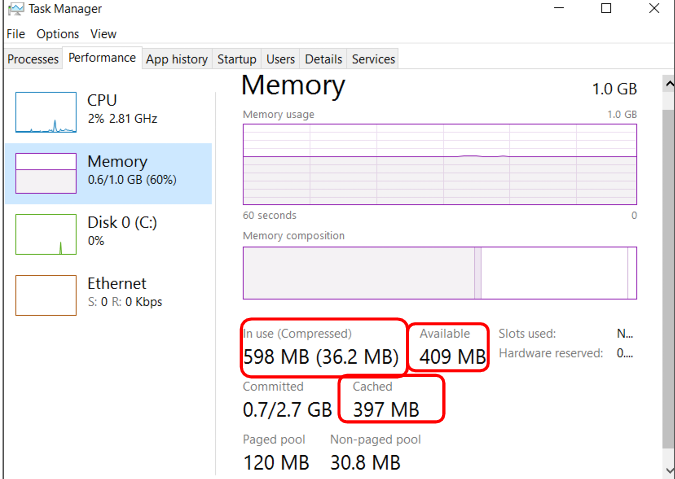 Task Manager
File Options View
Processes Performance App history Startup Users Details Services
CPU
2% 2.81 GHz
Memory
0.6/1.0 GB (60%)
Disk 0 (C:)
0%
Ethernet
S: 0 R: 0 Kbps
Memory 1.0 GB
Memory usage 1.0 GB
60 seconds 0
Memory composition
In use (Compressed) Available Slots used: N...
598 MB (36.2 MB) 409 MB Hardware reserved: 0....
Committed Cached
0.7/2.7 GB 397 MB
Paged pool Non-paged pool
120 MB 30.8 MB